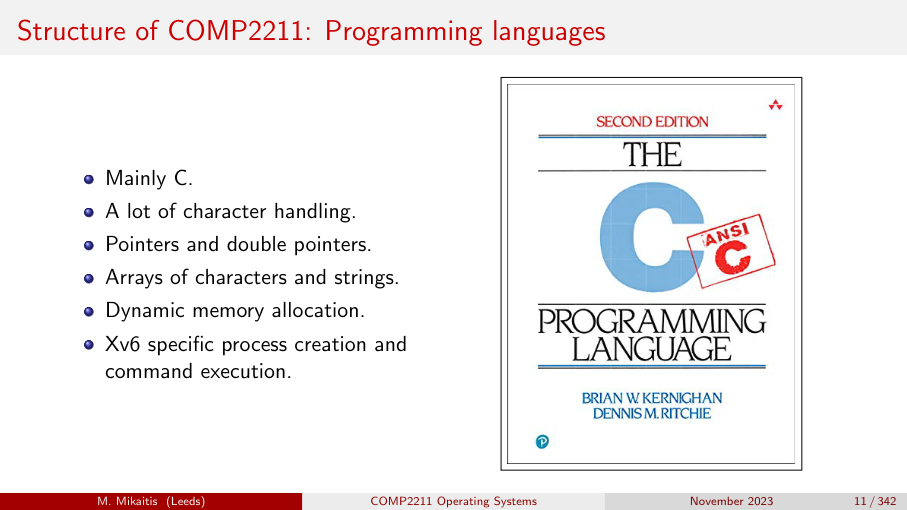 Structure of COMP2211: Programming languages
Mainly C.
A lot of character handling.
Pointers and double pointers.
Arrays of characters and strings.
Dynamic memory allocation.
Xv6 specific process creation and
command execution.
SECOND EDITION
THE
C
ANSI
C
PROGRAMMING
LANGUAGE
BRIAN W. KERNIGHAN
DENNIS M. RITCHIE
P
M. Mikaitis (Leeds)
COMP2211 Operating Systems
November 2023
11 / 342